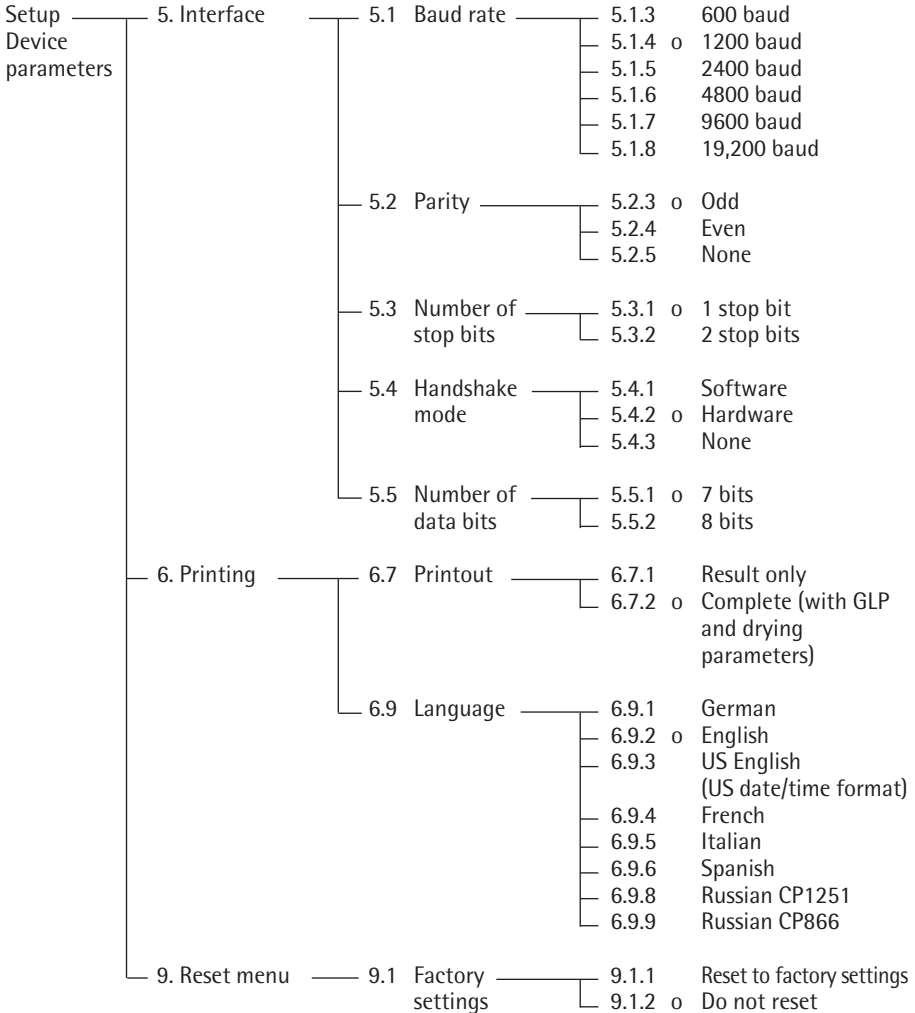 Setup 5. Interface 5.1 Baud rate 5.1.3 600 baud
Device 5.1.4 o 1200 baud
parameters 5.1.5 2400 baud
5.1.6 4800 baud
5.1.7 9600 baud
5.1.8 19,200 baud
5.2 Parity 5.2.3 o Odd
5.2.4 Even
5.2.5 None
5.3 Number of 5.3.1 o 1 stop bit
stop bits 5.3.2 2 stop bits
5.4 Handshake 5.4.1 Software
mode 5.4.2 o Hardware
5.4.3 None
5.5 Number of 5.5.1 o 7 bits
data bits 5.5.2 8 bits
6. Printing 6.7 Printout 6.7.1 Result only
6.7.2 o Complete (with GLP
and drying
parameters)
6.9 Language 6.9.1 German
6.9.2 o English
6.9.3 US English
(US date/time format)
6.9.4 French
6.9.5 Italian
6.9.6 Spanish
6.9.8 Russian CP1251
6.9.9 Russian CP866
9. Reset menu 9.1 Factory 9.1.1 Reset to factory settings
settings 9.1.2 o Do not reset